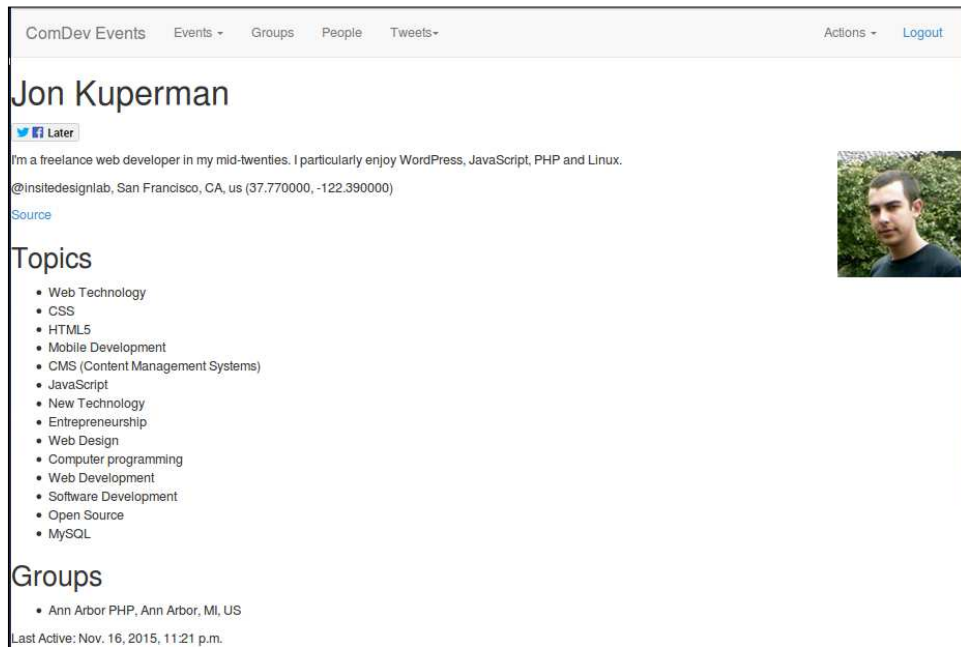 ComDev Events Events Groups People Tweets Actions Logout
Jon Kuperman
Later
I'm a freelance web developer in my mid-twenties. I particularly enjoy WordPress, JavaScript, PHP and Linux.
@insitedesignlab, San Francisco, CA, us (37.770000, -122.390000)
Source
Topics
• Web Technology
• CSS
• HTML5
• Mobile Development
• CMS (Content Management Systems)
• JavaScript
• New Technology
• Entrepreneurship
• Web Design
• Computer programming
• Web Development
• Software Development
• Open Source
• MySQL
Groups
• Ann Arbor PHP, Ann Arbor, MI, US
Last Active: Nov. 16, 2015, 11:21 p.m.